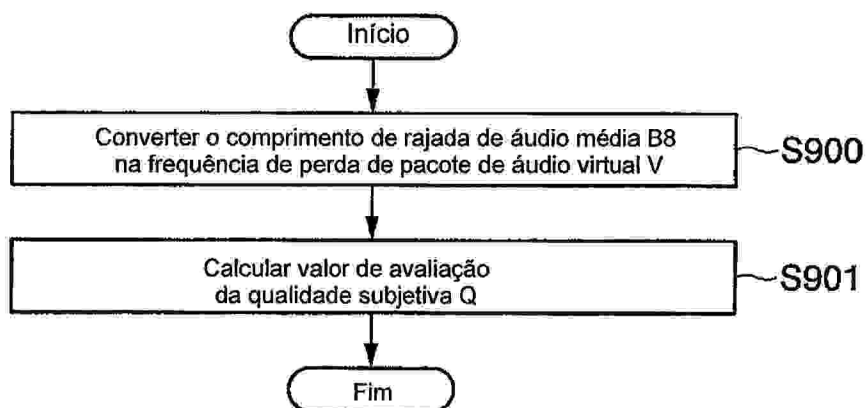 Início
Converter o comprimento de rajada de áudio média B8
na frequência de perda de pacote de áudio virtual V
S900
Calcular valor de avaliação
da qualidade subjetiva Q
S901
Fim